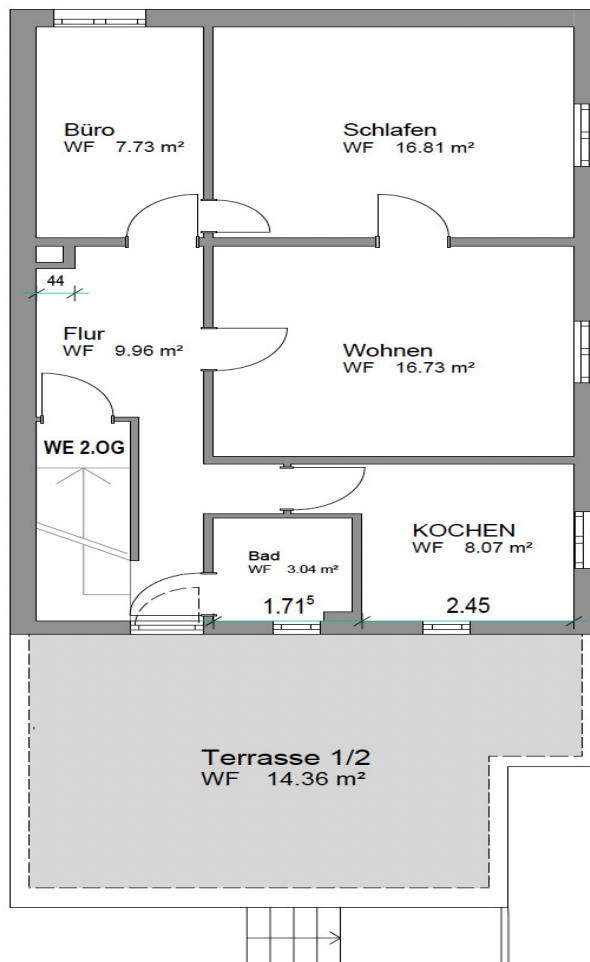 Büro
WF 7.73 m²
Schlafen
WF 16.81 m²
44
Flur
WF 9.96 m²
Wohnen
WF 16.73 m²
WE 2.OG
KOCHEN
WF 8.07 m²
Bad
WF 3.04 m²
1.71⁵
2.45
Terrasse 1/2
WF 14.36 m²